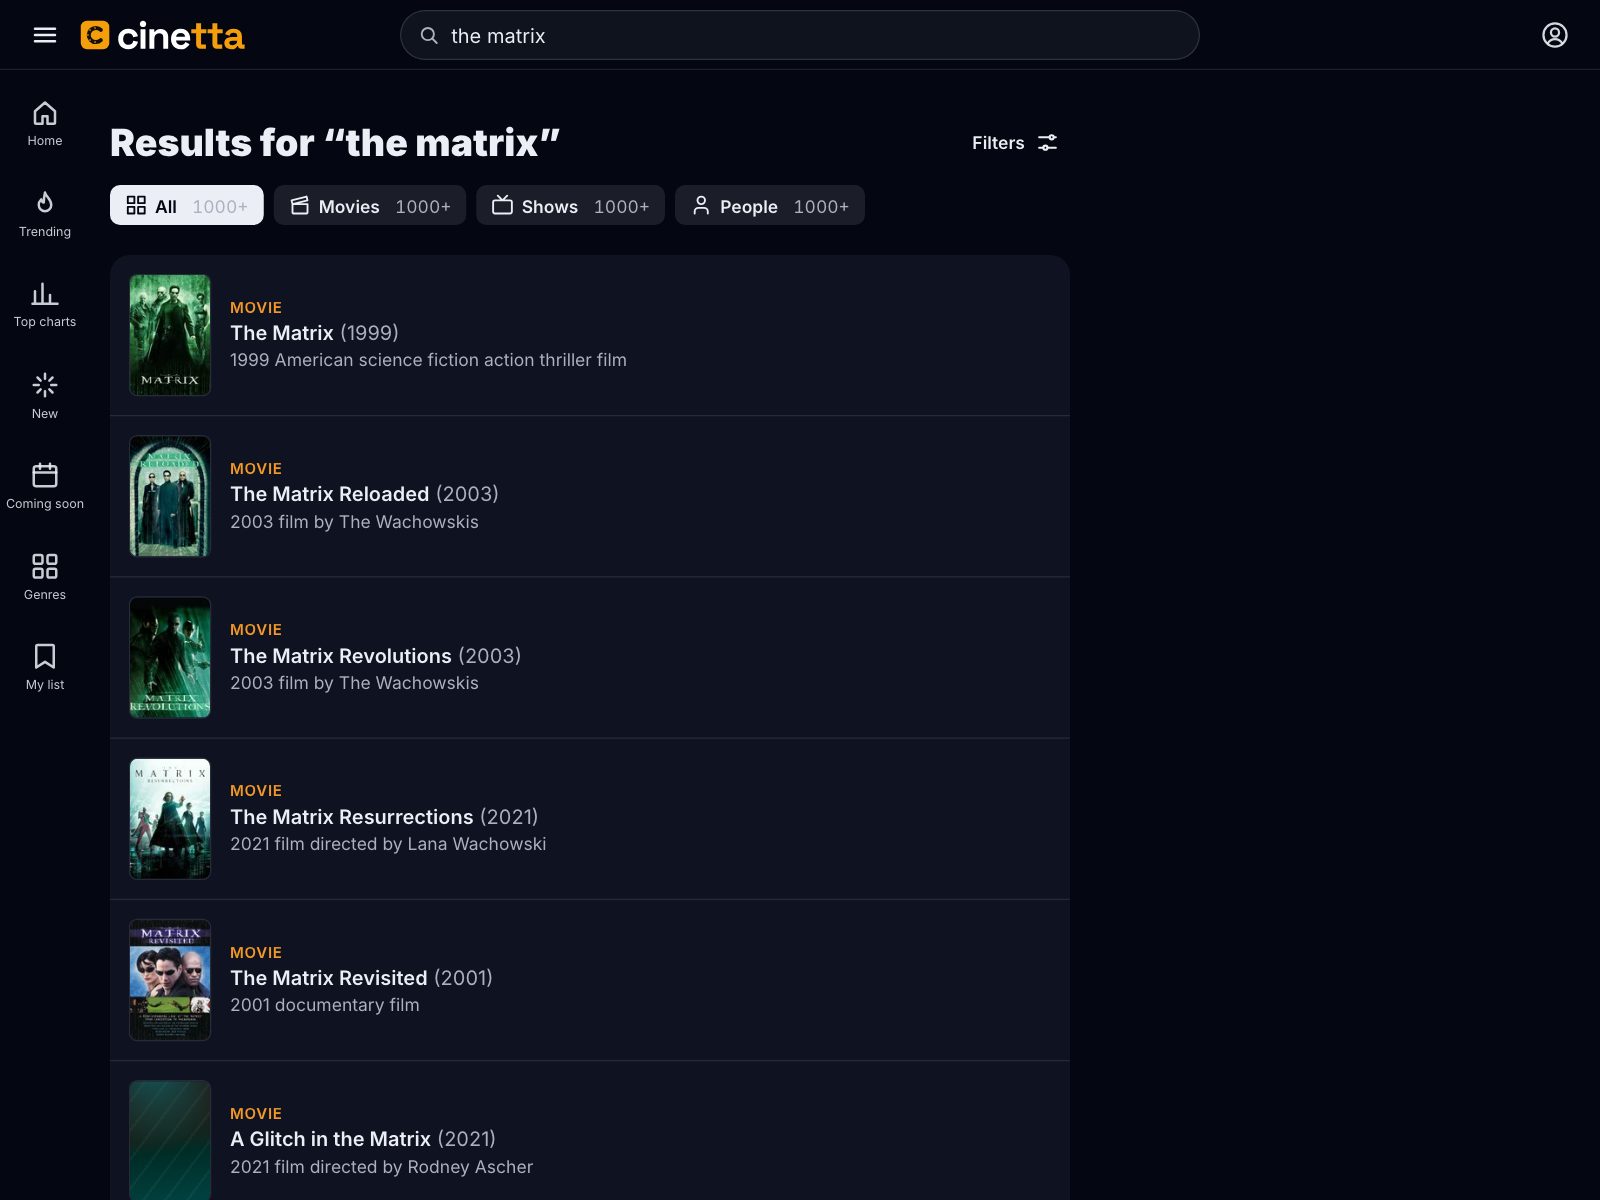 cinetta
the matrix
Home
Trending
Top charts
New
Coming soon
Genres
My list
Results for “the matrix”
Filters
All 1000+
Movies 1000+
Shows 1000+
People 1000+
MATRIX
MOVIE
The Matrix (1999)
1999 American science fiction action thriller film
MATRIX
RELOADED
MOVIE
The Matrix Reloaded (2003)
2003 film by The Wachowskis
MATRIX
REVOLUTIONS
MOVIE
The Matrix Revolutions (2003)
2003 film by The Wachowskis
MATRIX
RESURRECTIONS
MOVIE
The Matrix Resurrections (2021)
2021 film directed by Lana Wachowski
MATRIX
REVISITED
MOVIE
The Matrix Revisited (2001)
2001 documentary film
MOVIE
A Glitch in the Matrix (2021)
2021 film directed by Rodney Ascher